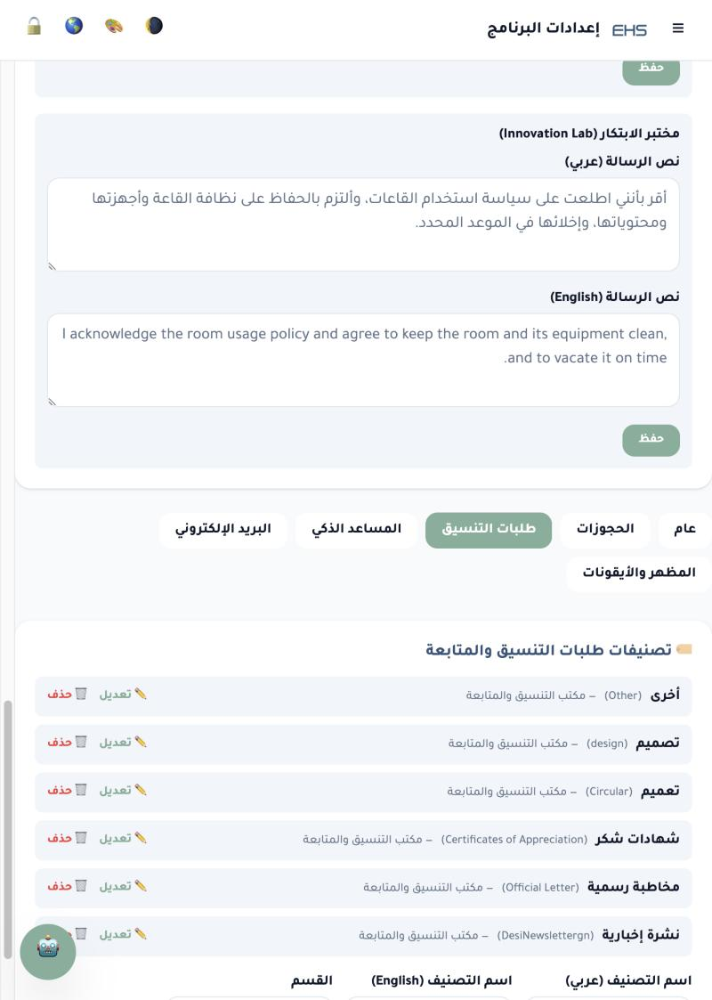 ≡ EHS إعدادات البرنامج
حفظ
مختبر الابتكار (Innovation Lab)
نص الرسالة (عربي)
أقر بأنني اطلعت على سياسة استخدام القاعات، وألتزم بالحفاظ على نظافة القاعة وأجهزتها
ومحتوياتها، وإخلائها في الموعد المحدد.
نص الرسالة (English)
I acknowledge the room usage policy and agree to keep the room and its equipment clean,
and to vacate it on time.
حفظ
عام الحجوزات طلبات التنسيق المساعد الذكي البريد الإلكتروني
المظهر والأيقونات
تصنيفات طلبات التنسيق والمتابعة
أخرى (Other) – مكتب التنسيق والمتابعة تعديل حذف
تصميم (design) – مكتب التنسيق والمتابعة تعديل حذف
تعميم (Circular) – مكتب التنسيق والمتابعة تعديل حذف
شهادات شكر (Certificates of Appreciation) – مكتب التنسيق والمتابعة تعديل حذف
مخاطبة رسمية (Official Letter) – مكتب التنسيق والمتابعة تعديل حذف
نشرة إخبارية (DesiNewslettergn) – مكتب التنسيق والمتابعة تعديل
اسم التصنيف (عربي) اسم التصنيف (English) القسم